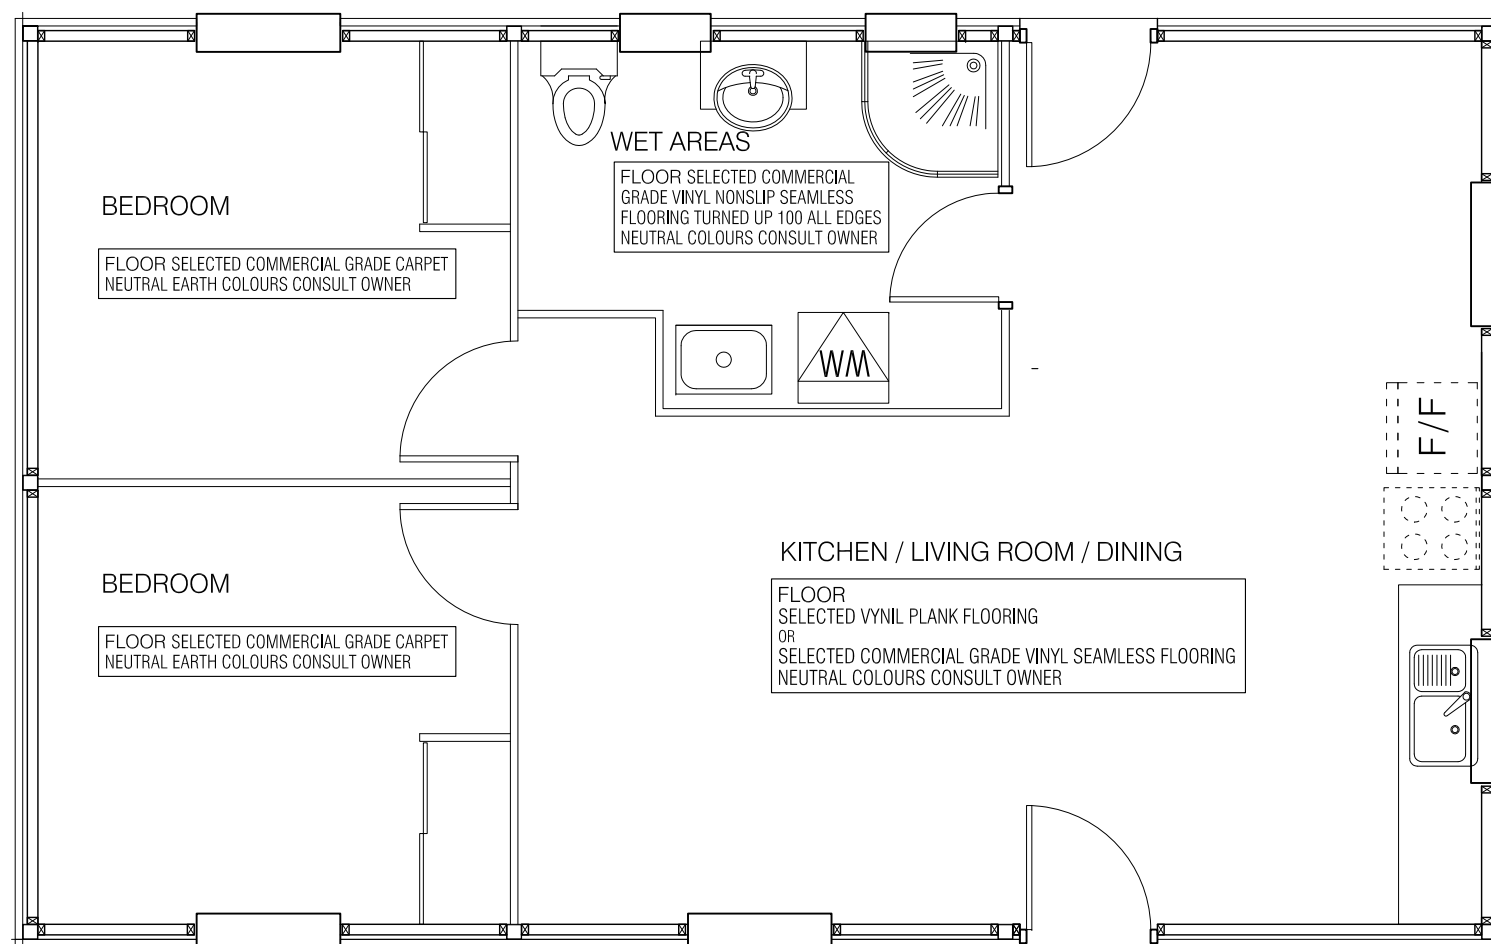 WET AREAS
FLOOR SELECTED COMMERCIAL
GRADE VINYL NONSLIP SEAMLESS
FLOORING TURNED UP 100 ALL EDGES
NEUTRAL COLOURS CONSULT OWNER
BEDROOM
FLOOR SELECTED COMMERCIAL GRADE CARPET
NEUTRAL EARTH COLOURS CONSULT OWNER
WM
F/F
KITCHEN / LIVING ROOM / DINING
FLOOR
SELECTED VYNIL PLANK FLOORING
OR
SELECTED COMMERCIAL GRADE VINYL SEAMLESS FLOORING
NEUTRAL COLOURS CONSULT OWNER
BEDROOM
FLOOR SELECTED COMMERCIAL GRADE CARPET
NEUTRAL EARTH COLOURS CONSULT OWNER